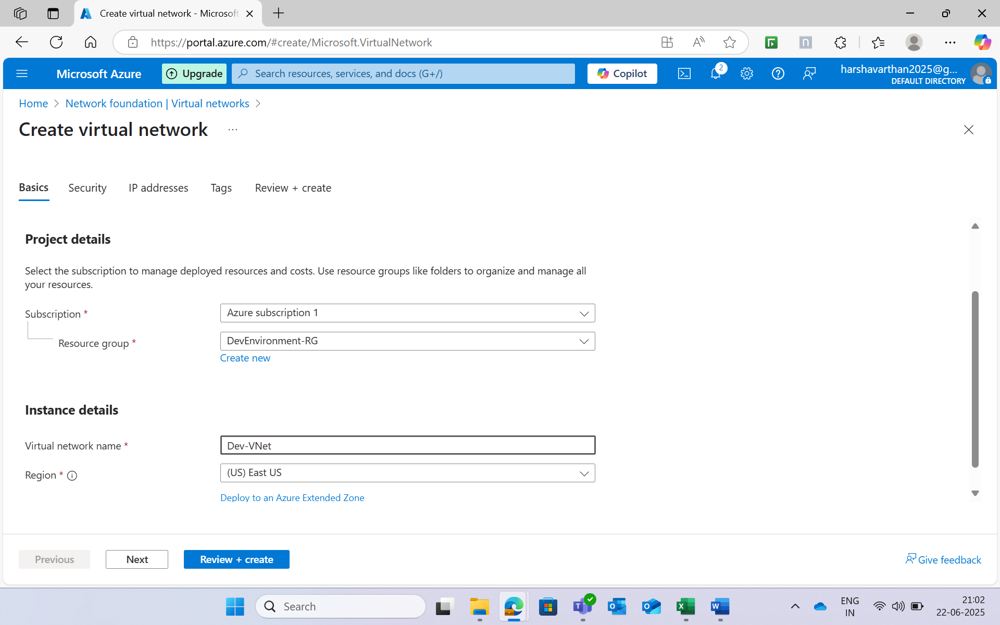 Create virtual network - Microsoft
https://portal.azure.com/#create/Microsoft.VirtualNetwork
Microsoft Azure
Upgrade
Search resources, services, and docs (G+/)
Copilot
2
harshavarthan2025@g...
DEFAULT DIRECTORY
Home > Network foundation | Virtual networks >
Create virtual network ...
Basics Security IP addresses Tags Review + create
Project details
Select the subscription to manage deployed resources and costs. Use resource groups like folders to organize and manage all
your resources.
Subscription *
Azure subscription 1
Resource group *
DevEnvironment-RG
Create new
Instance details
Virtual network name *
Dev-VNet
Region *
(US) East US
Deploy to an Azure Extended Zone
Previous Next Review + create
Give feedback
Search
ENG
IN
21:02
22-06-2025